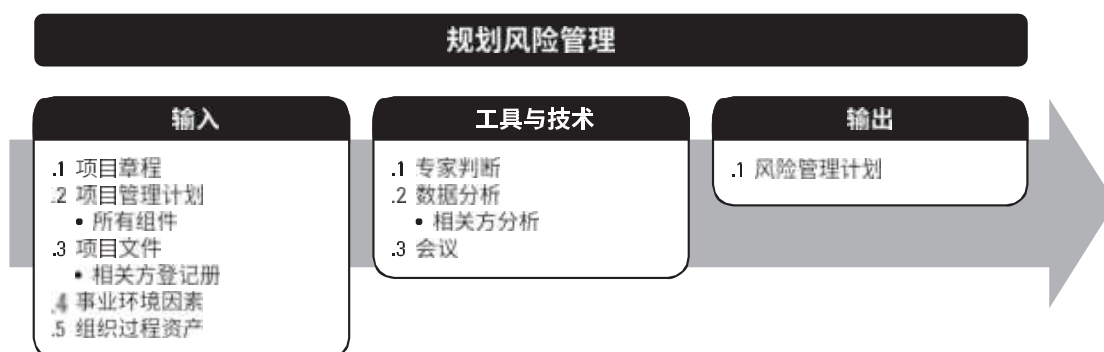 规划风险管理
输入
.1 项目章程
.2 项目管理计划
• 所有组件
.3 项目文件
• 相关方登记册
.4 事业环境因素
.5 组织过程资产
工具与技术
.1 专家判断
.2 数据分析
• 相关方分析
.3 会议
输出
.1 风险管理计划